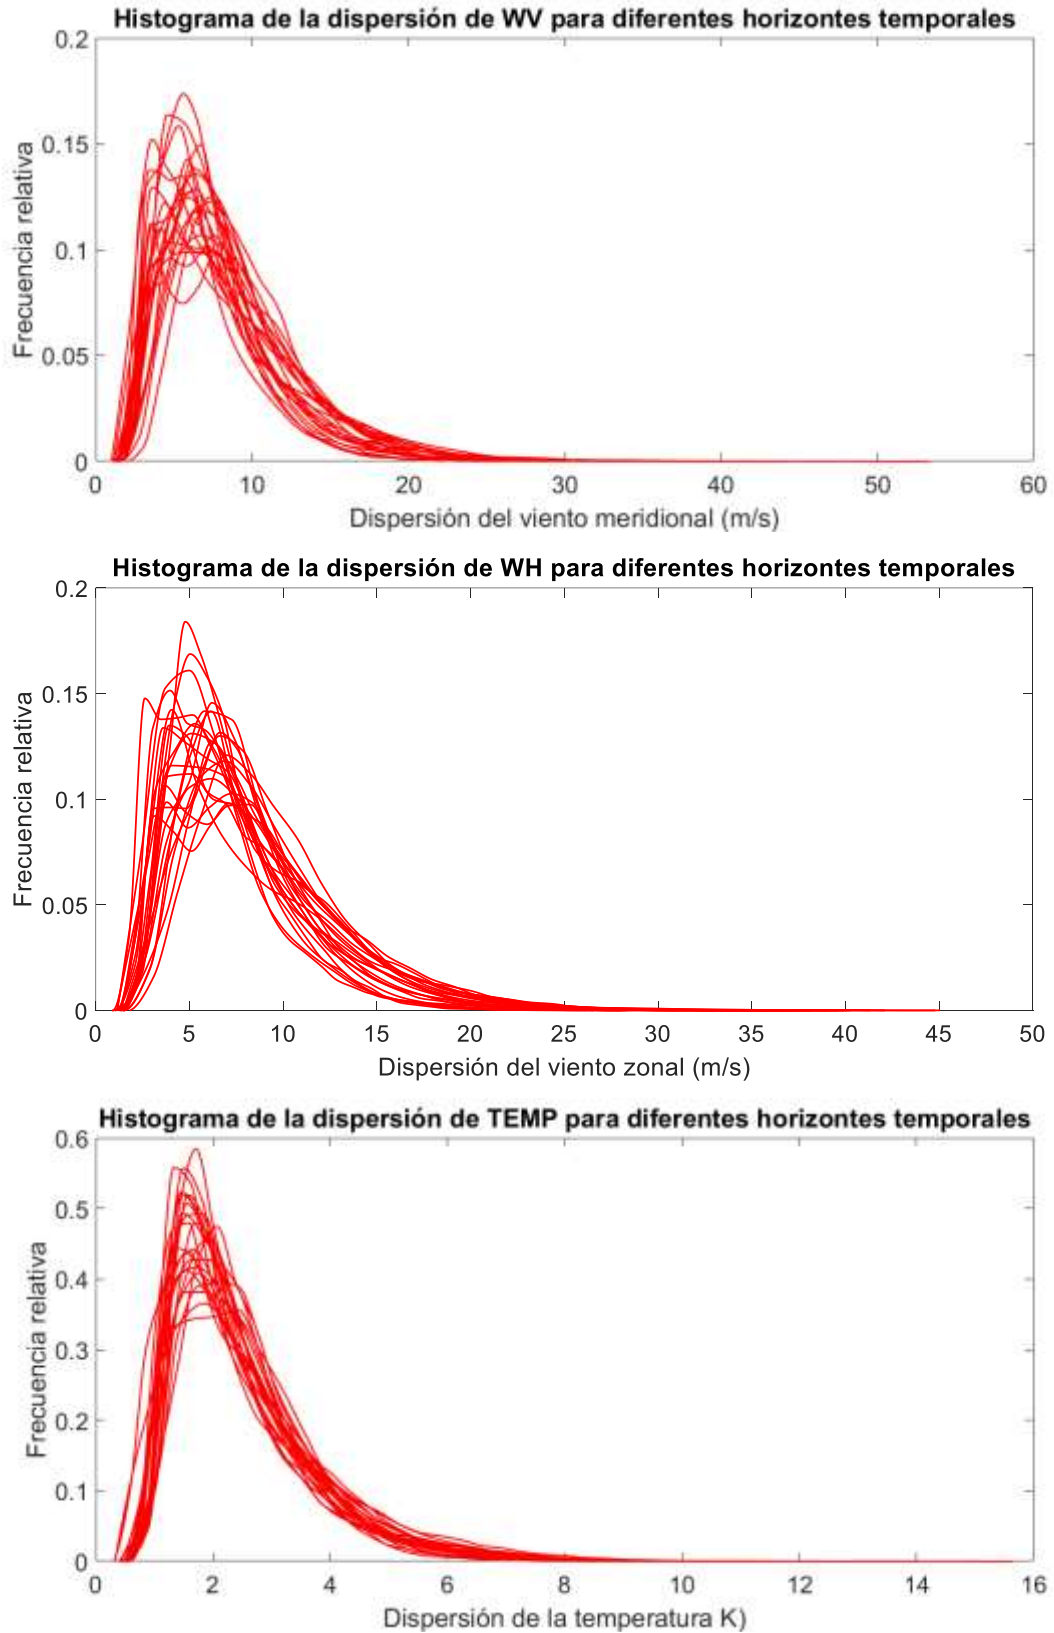 Histograma de la dispersión de WV para diferentes horizontes temporales
0.2
0.15
0.1
0.05
0
Frecuencia relativa
0 10 20 30 40 50 60
Dispersión del viento meridional (m/s)
Histograma de la dispersión de WH para diferentes horizontes temporales
0.2
0.15
0.1
0.05
0
Frecuencia relativa
0 5 10 15 20 25 30 35 40 45 50
Dispersión del viento zonal (m/s)
Histograma de la dispersión de TEMP para diferentes horizontes temporales
0.6
0.5
0.4
0.3
0.2
0.1
0
Frecuencia relativa
0 2 4 6 8 10 12 14 16
Dispersión de la temperatura K)